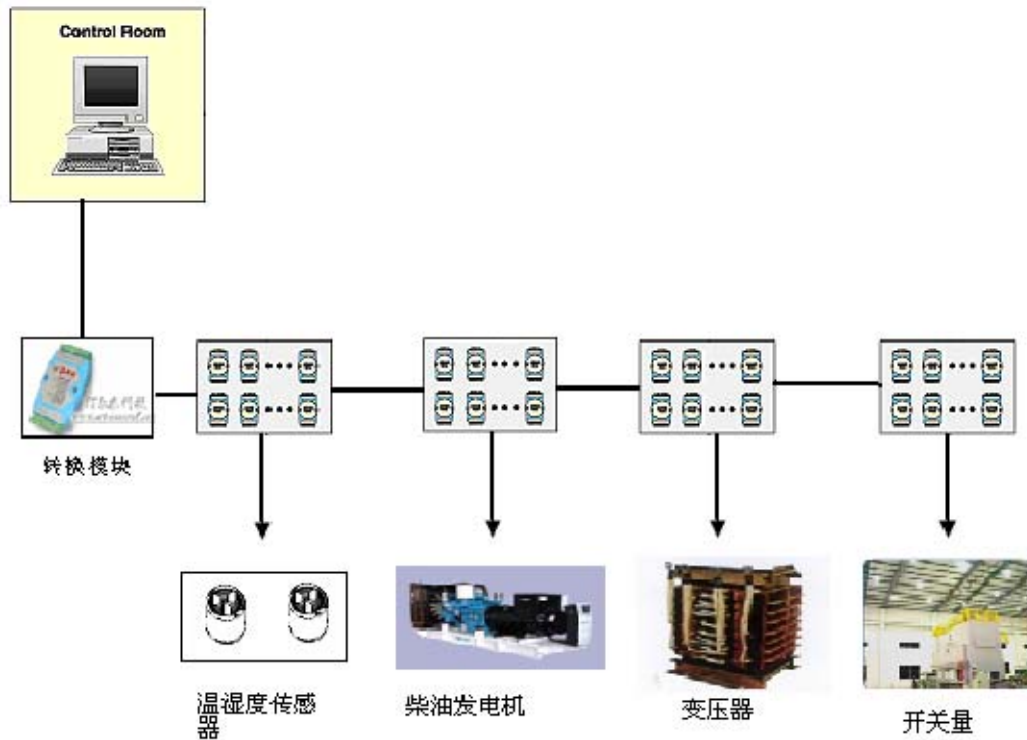 Control Room
转换模块
温湿度传感
器
柴油发电机
变压器
开关量